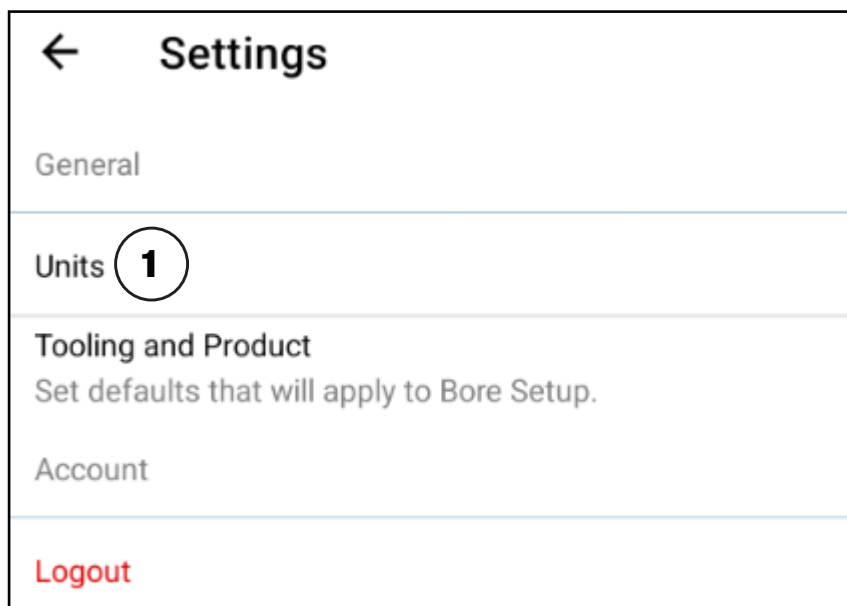 Settings
General
Units 1
Tooling and Product
Set defaults that will apply to Bore Setup.
Account
Logout